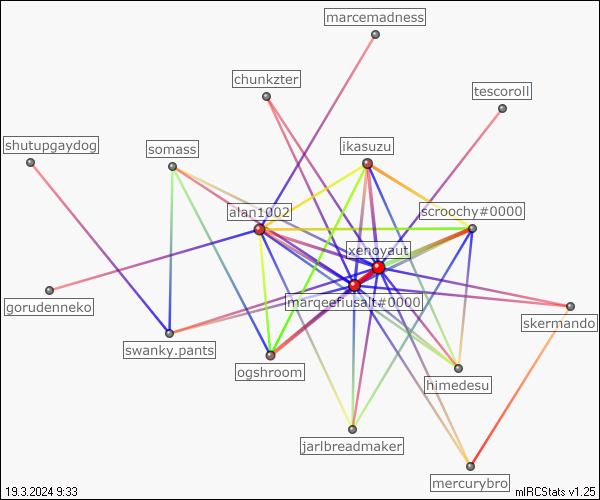 marcemadness
chunkzter
tescoroll
shutupgaydog
somass
ikasuzu
alan1002
scroochy#0000
xenoyaut
marqeefiusalt#0000
gorudenneko
skermando
swanky.pants
ogshroom
himedesu
jarlbreadmaker
mercurybro
19.3.2024 9:33
mIRCStats v1.25